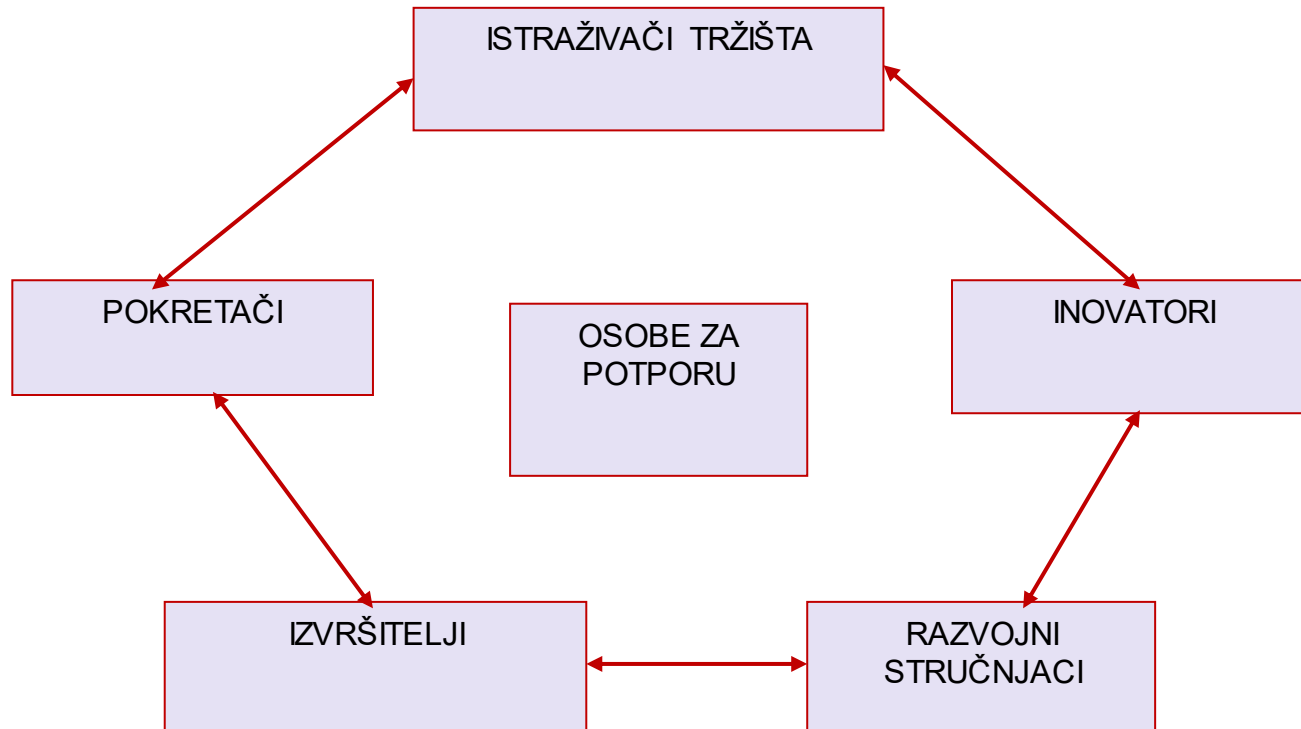 ISTRAŽIVAČI TRŽIŠTA
POKRETAČI
OSOBE ZA
POTPORU
INOVATORI
IZVRŠITELJI
RAZVOJNI
STRUČNJACI